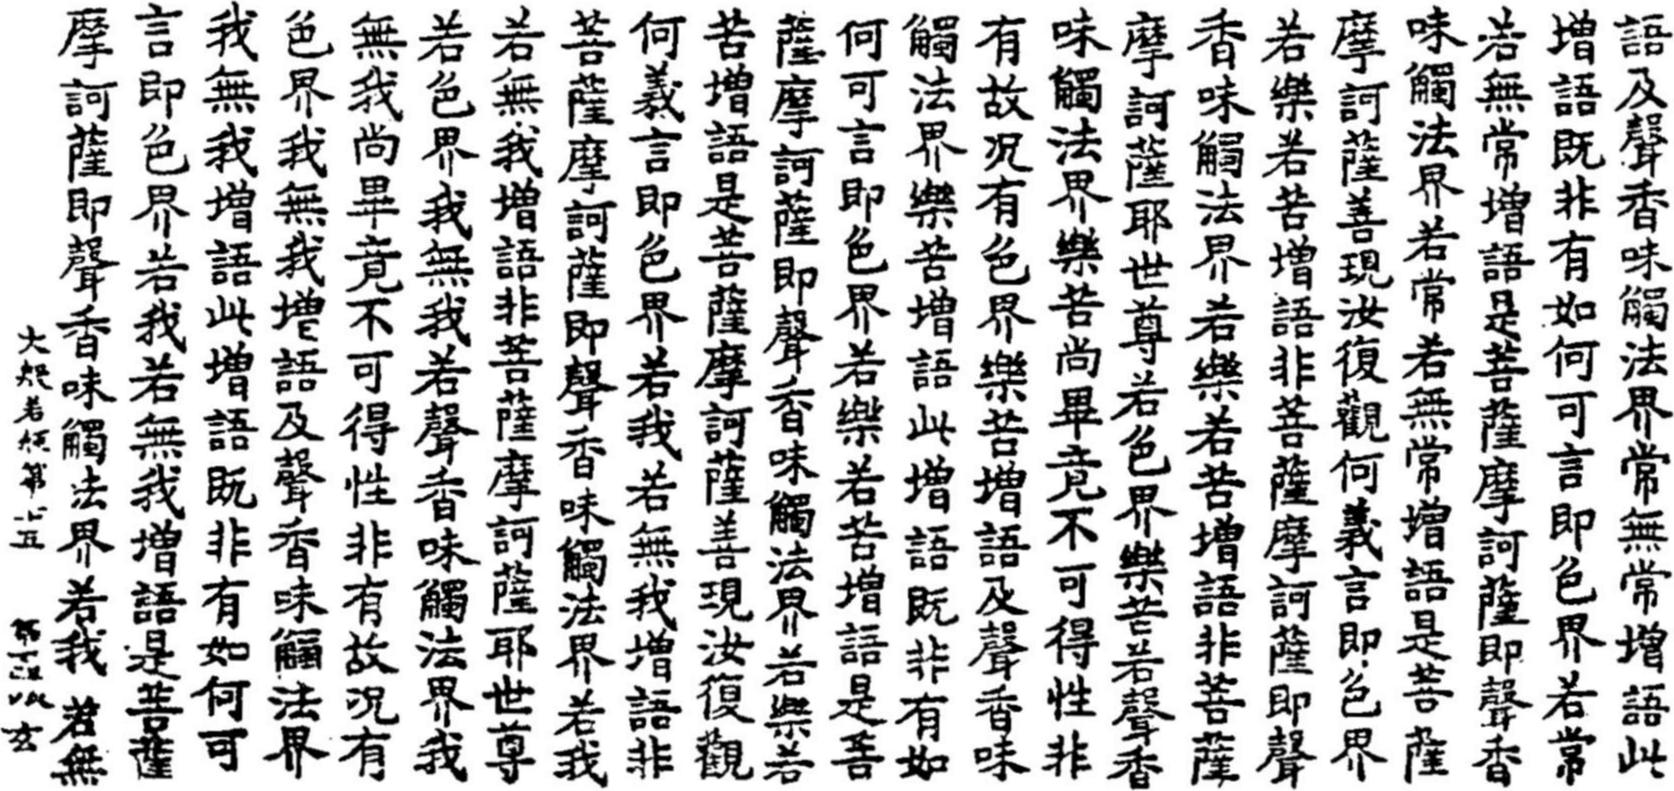 語及聲香味觸法界常無常增語此
增語既非有如何可言即色界若常
若無常增語是菩薩摩訶薩即聲香
味觸法界若常若無常增語是菩薩
摩訶薩善現汝復觀何義言即色界
若樂若苦增語非菩薩摩訶薩即聲
香味觸法界若樂若苦增語非菩薩
摩訶薩耶世尊若色界樂苦若聲香
味觸法界樂苦尚畢竟不可得性非
有故况有色界樂苦增語及聲香味
觸法界樂苦增語此增語既非有如
何可言即色界若樂若苦增語是菩
薩摩訶薩即聲香味觸法界若樂若
苦增語是菩薩摩訶薩善現汝復觀
何義言即色界若我若無我增語非
菩薩摩訶薩即聲香味觸法界若我
若無我增語非菩薩摩訶薩耶世尊
若色界我無我若聲香味觸法界我
無我尚畢竟不可得性非有故况有
色界我無我增語及聲香味觸法界
我無我增語此增語既非有如何可
言即色界若我若無我增語是菩薩
摩訶薩即聲香味觸法界若我若無
大般若經第 玄